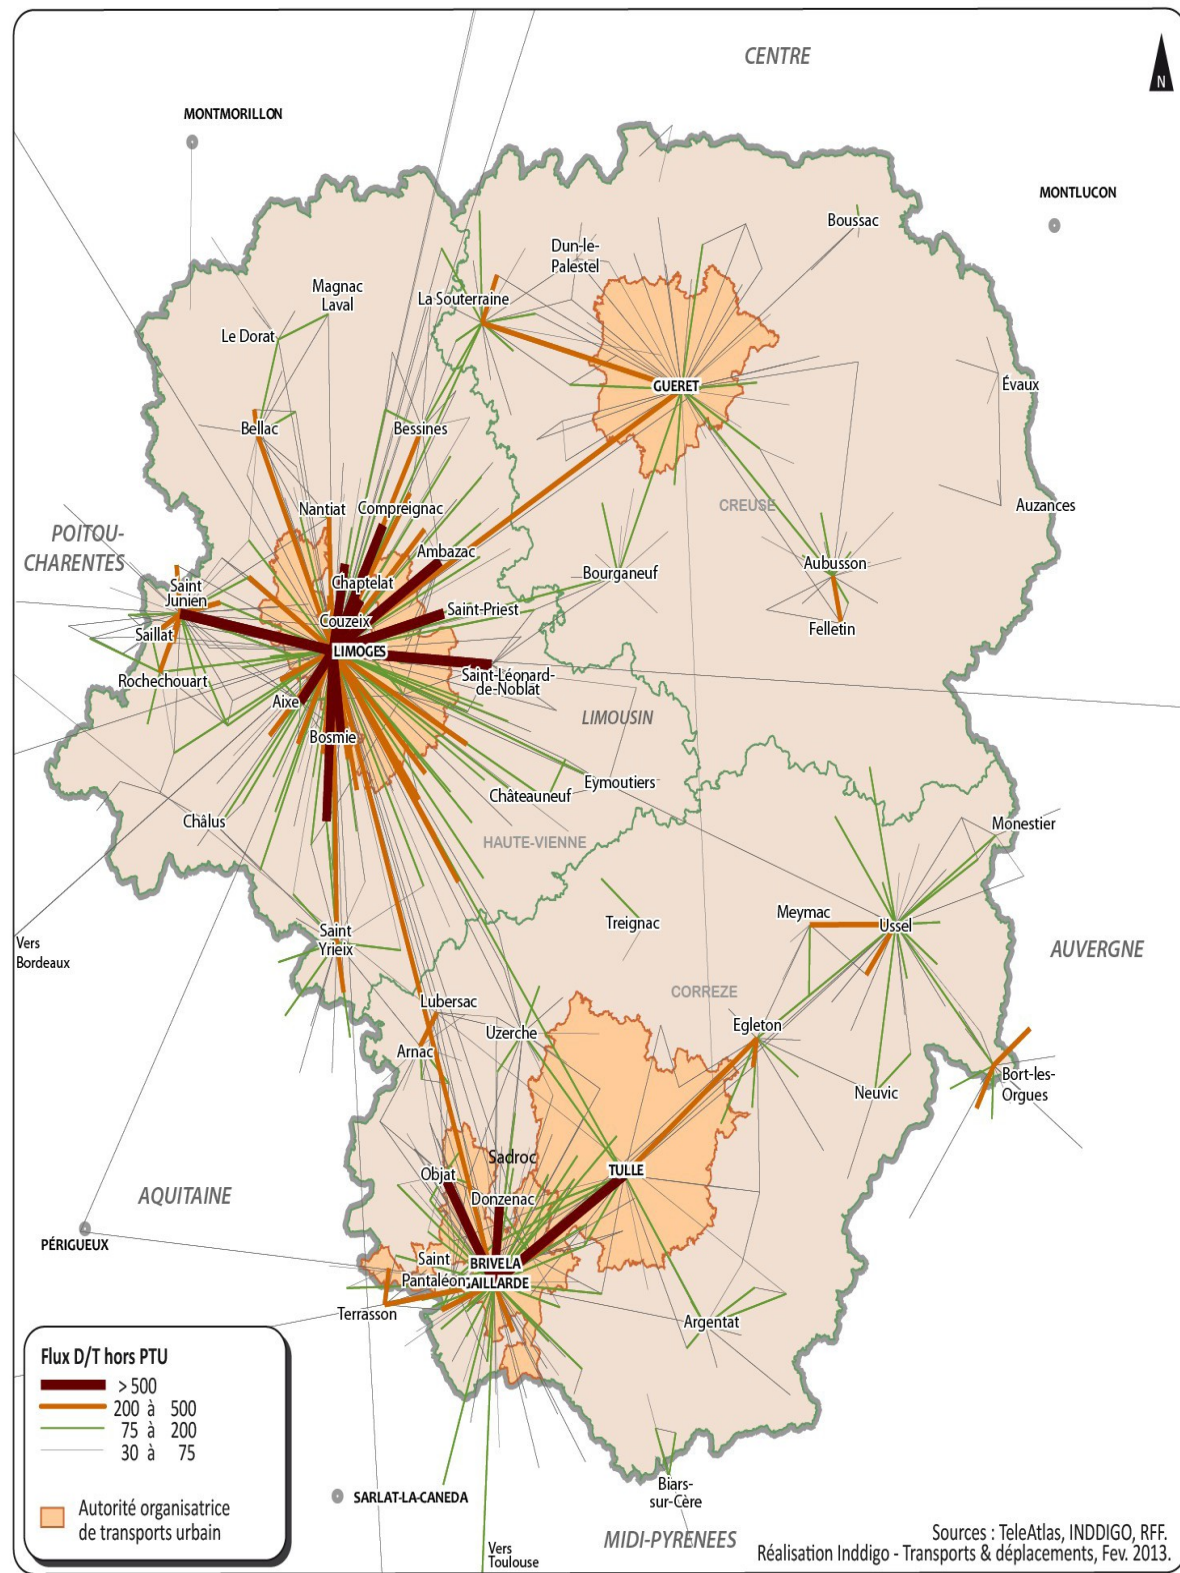 CENTRE
N
MONTMORILLON
MONTLUCON
Boussac
Dun-le-
Palestel
Magnac
Laval
La Souterraine
Le Dorat
GUERET
Évaux
Bellac
Bessines
CREUSE
Auzances
Nantiat
Compreignac
POITOU-
CHARENTES
Ambazac
Aubusson
Bourganeuf
Chaptelat
Saint
Junien
Saint-Priest
Couzeix
Felletin
Saillat
LIMOGES
Rochechouart
Saint-Léonard-
de-Noblat
Aixe
LIMOUSIN
Bosmie
Eymoutiers
Châteauneuf
Châlus
Monestier
HAUTE-VIENNE
Meymac
Treignac
Ussel
Saint
Yrieix
Vers
Bordeaux
AUVERGNE
CORREZE
Lubersac
Egleton
Uzerche
Arnac
Bort-les-
Orgues
Neuvic
Sadroc
Objat
TULLE
Donzenac
AQUITAINE
PÉRIGUEUX
Saint
Pantaléon
BRIVE LA
GAILLARDE
Terrasson
Argentat
Flux D/T hors PTU
> 500
200 à 500
75 à 200
30 à 75
Autorité organisatrice
de transports urbain
SARLAT-LA-CANEDA
Biars-
sur-Cère
MIDI-PYRENEES
Vers
Toulouse
Sources : TeleAtlas, INDDIGO, RFF.
Réalisation Inddigo - Transports & déplacements, Fev. 2013.